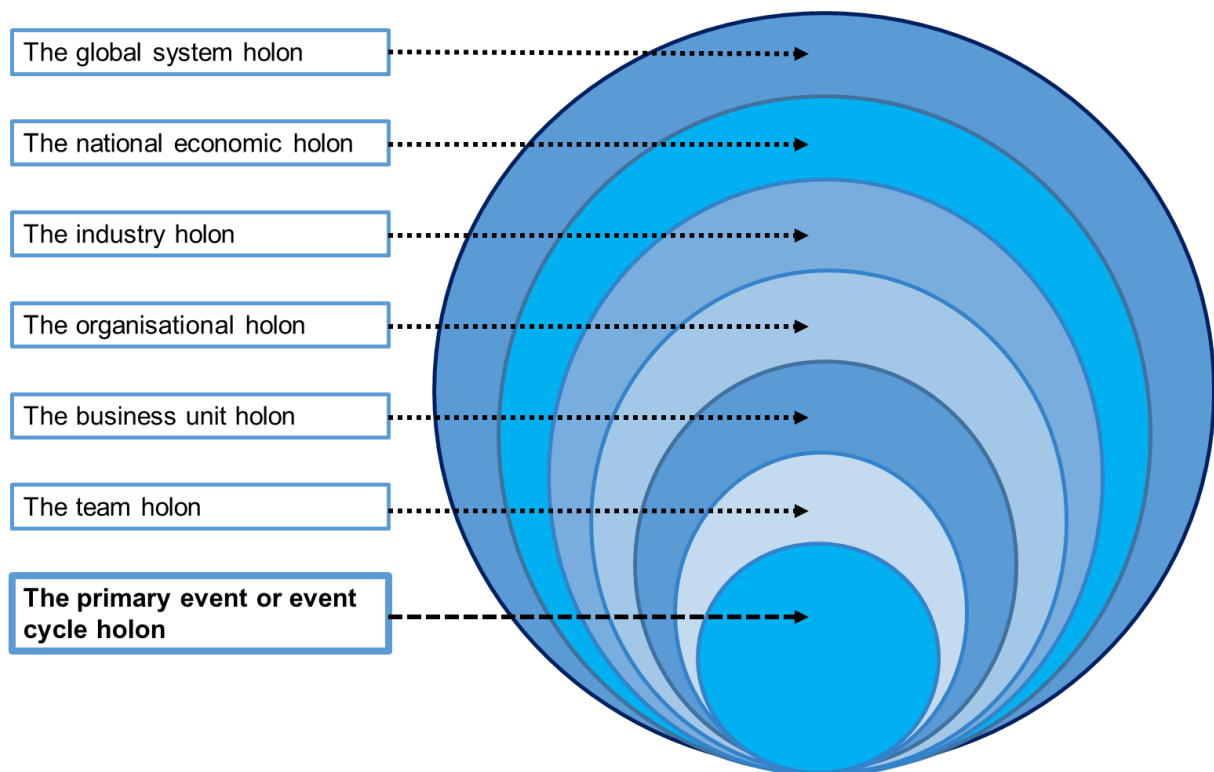 The global system holon
The national economic holon
The industry holon
The organisational holon
The business unit holon
The team holon
The primary event or event
cycle holon